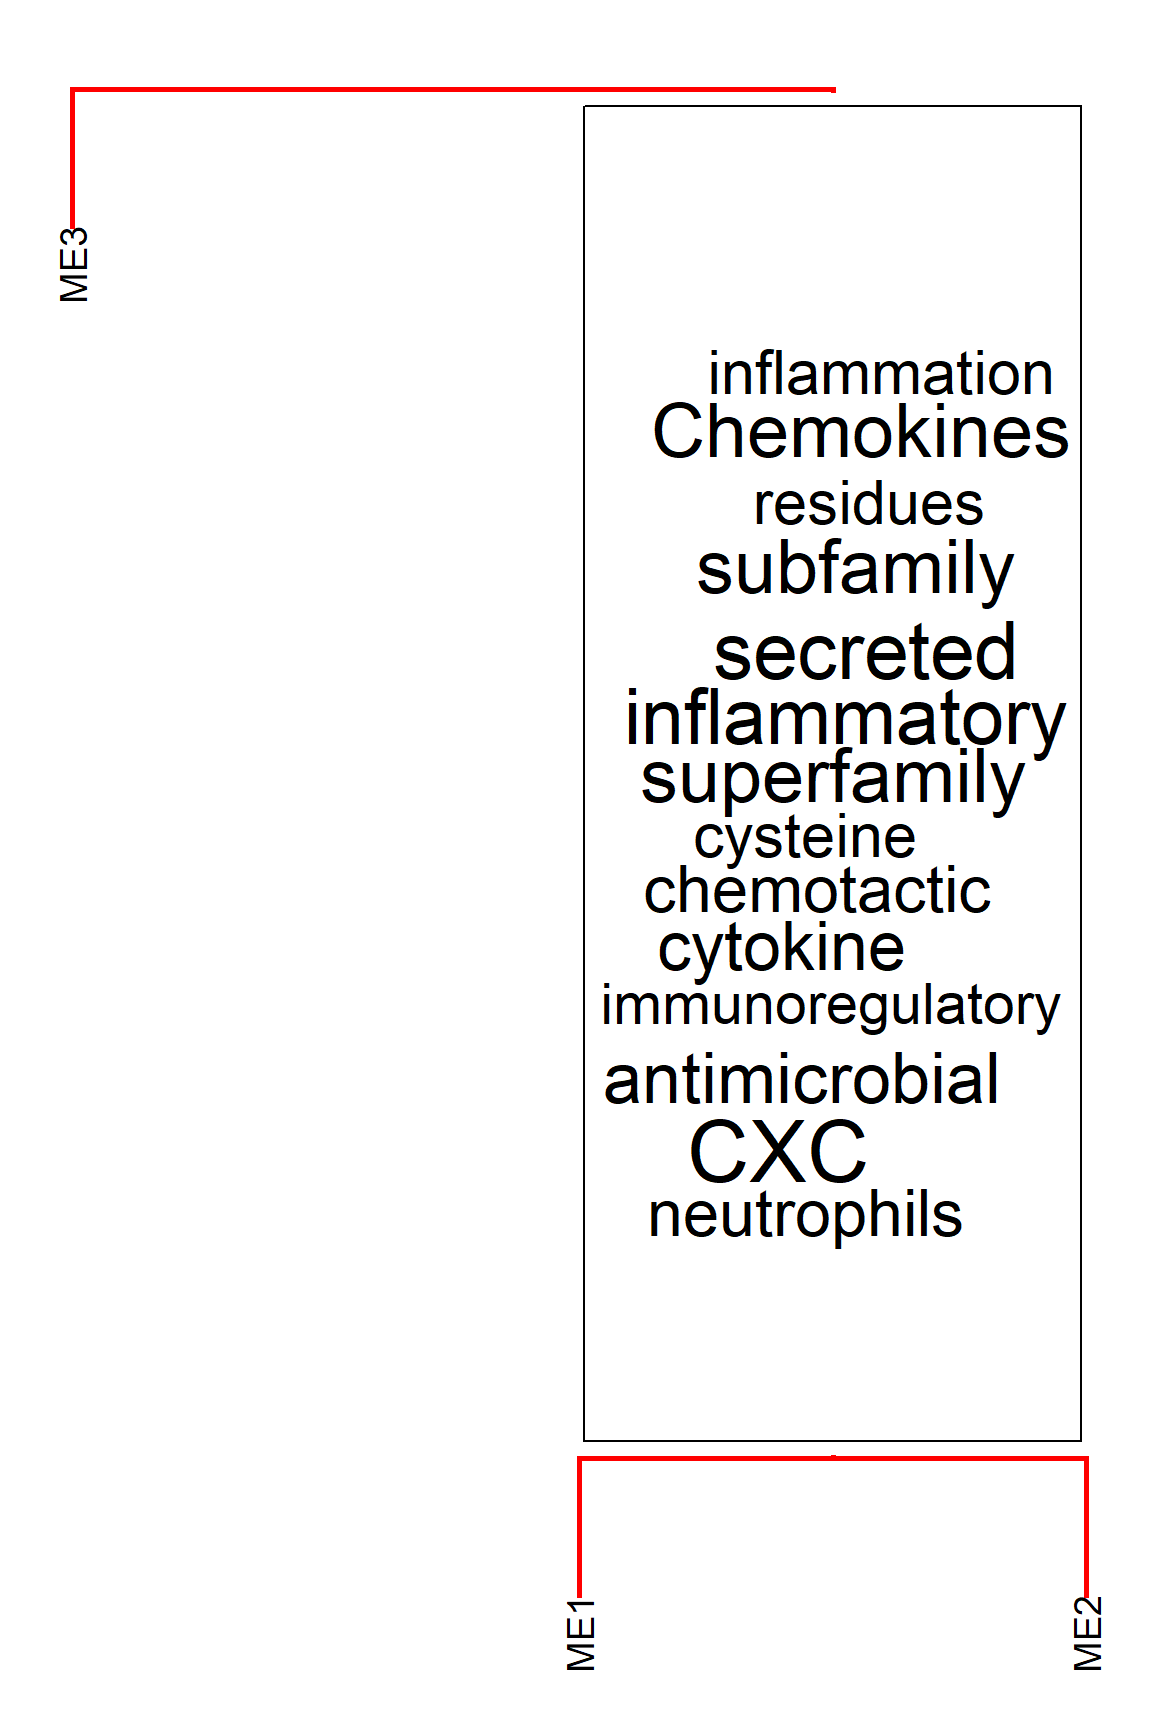 ME3
inflammation
Chemokines
residues
subfamily
secreted
inflammatory
superfamily
cysteine
chemotactic
cytokine
immunoregulatory
antimicrobial
CXC
neutrophils
ME1
ME2